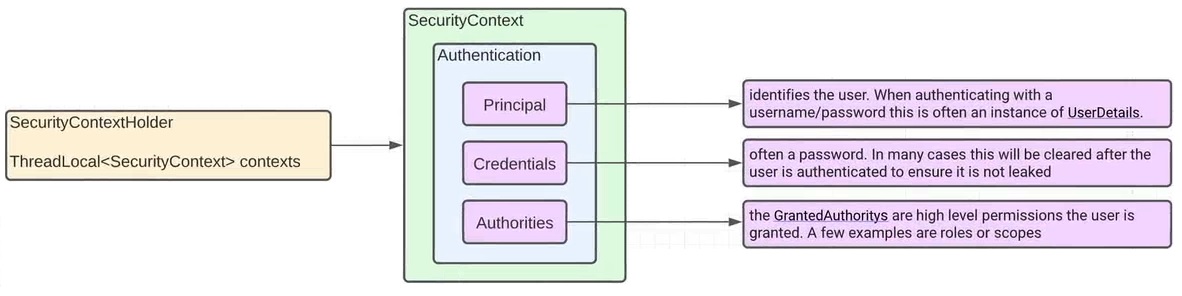 SecurityContextHolder
ThreadLocal<SecurityContext> contexts
SecurityContext
Authentication
Principal
Credentials
Authorities
identifies the user. When authenticating with a
username/password this is often an instance of UserDetails.
often a password. In many cases this will be cleared after the
user is authenticated to ensure it is not leaked
the GrantedAuthoritys are high level permissions the user is
granted. A few examples are roles or scopes